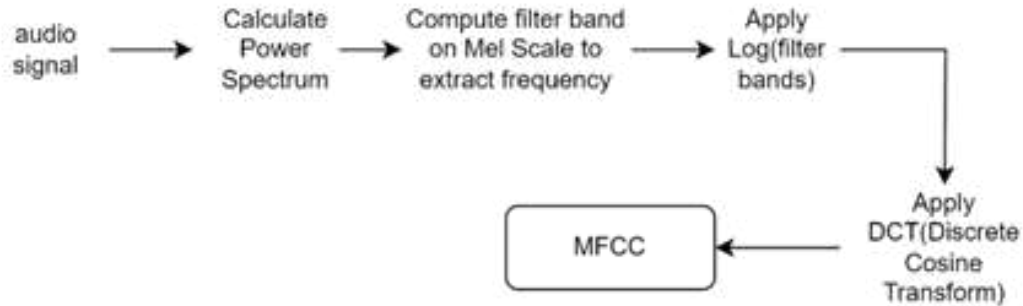 audio
signal
Calculate
Power
Spectrum
Compute filter band
on Mel Scale to
extract frequency
Apply
Log(filter
bands)
Apply
DCT(Discrete
Cosine
Transform)
MFCC